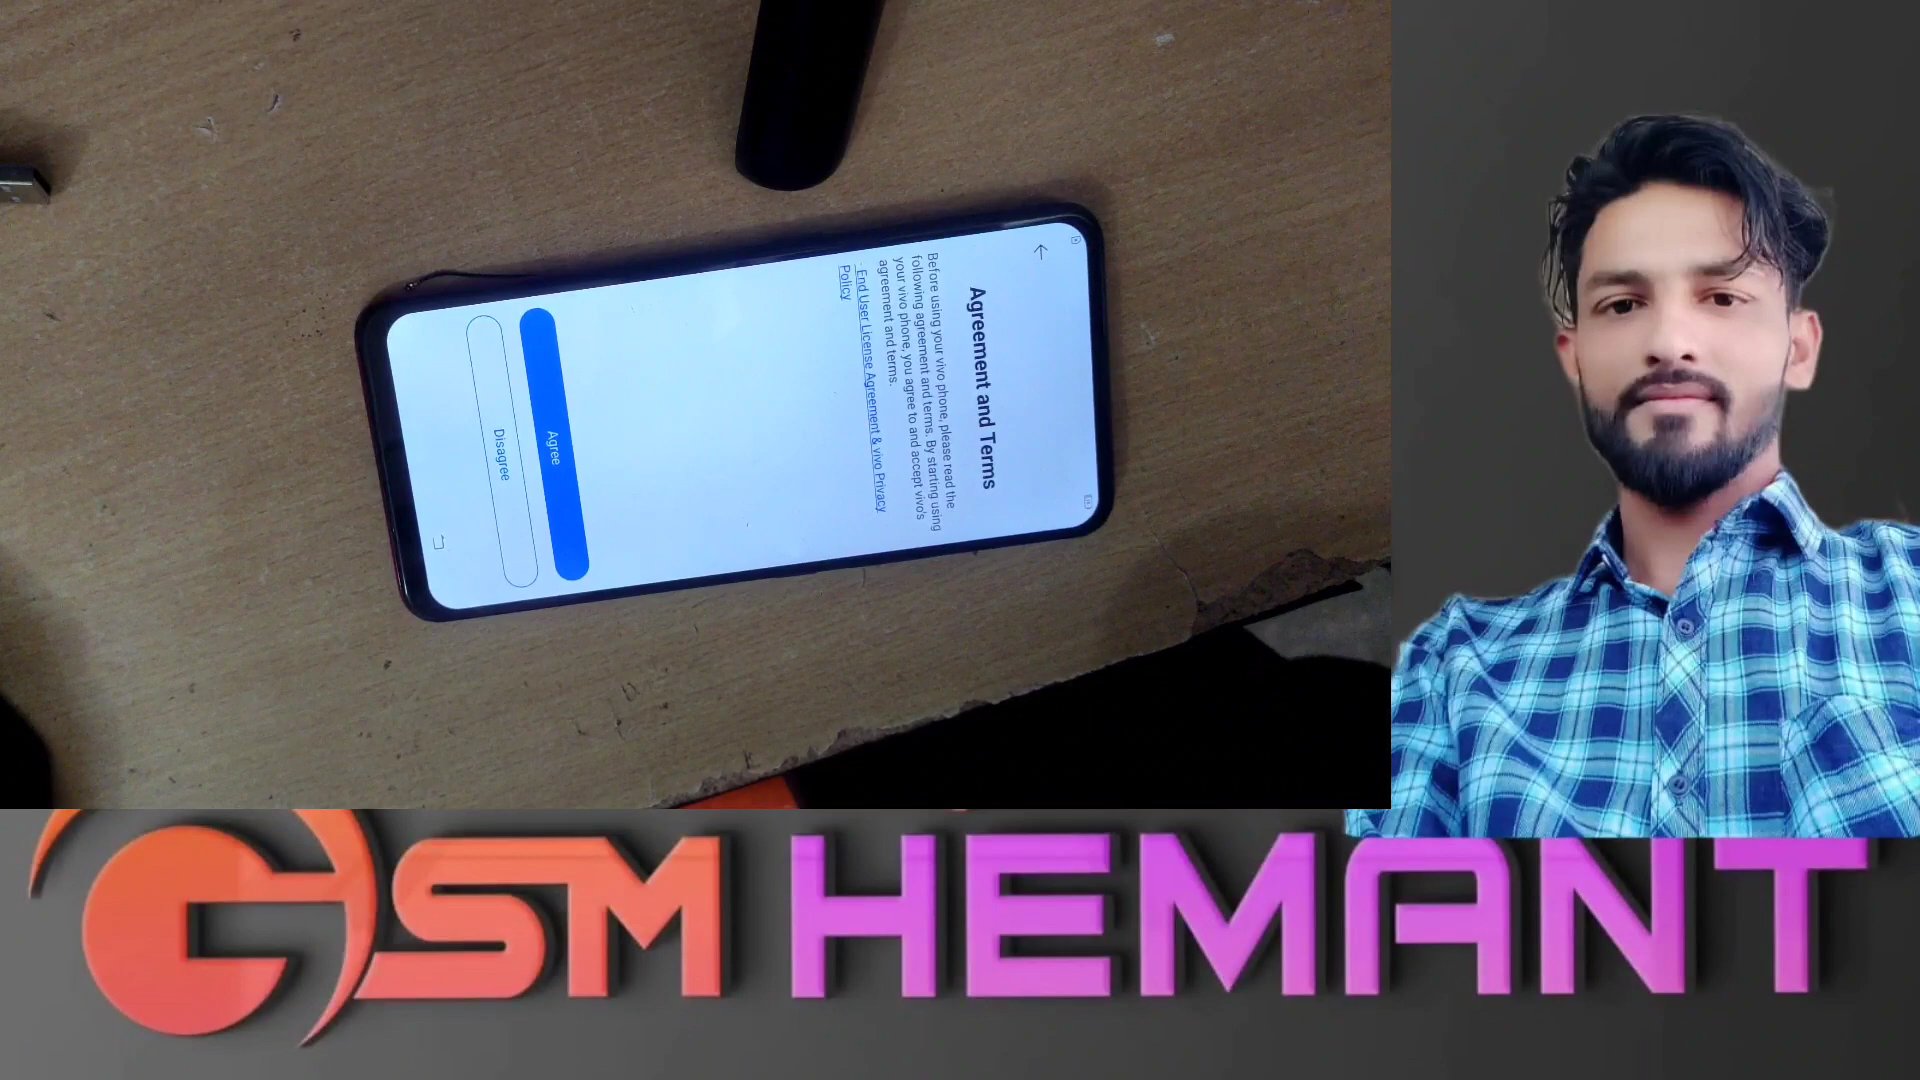 Agreement and Terms
Before using your vivo phone, please read the
following agreement and terms. By starting using
your vivo phone, you agree to and accept vivo's
agreement and terms.
· End User License Agreement & vivo Privacy
Policy
Agree
Disagree
GSM HEMANT